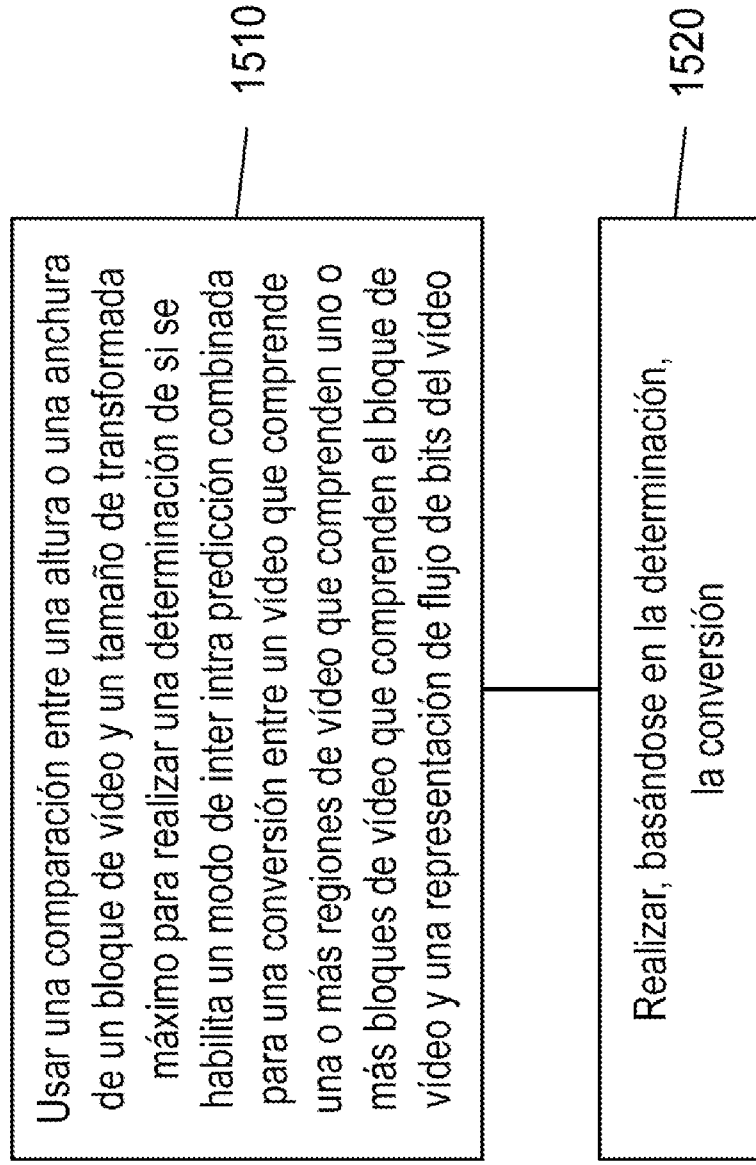 Usar una comparación entre una altura o una anchura
de un bloque de vídeo y un tamaño de transformada
máximo para realizar una determinación de si se
habilita un modo de inter intra predicción combinada
para una conversión entre un vídeo que comprende
una o más regiones de vídeo que comprenden uno o
más bloques de vídeo que comprenden el bloque de
vídeo y una representación de flujo de bits del vídeo
1510
Realizar, basándose en la determinación,
la conversión
1520